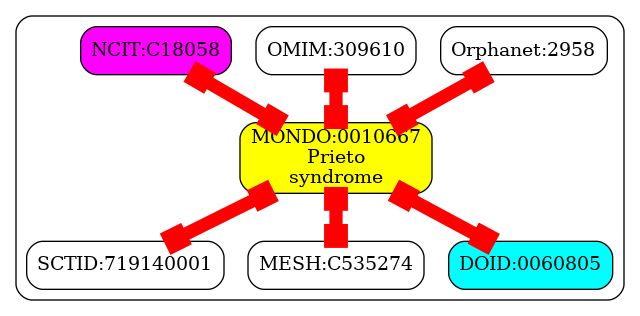 NCIT:C18058
OMIM:309610
Orphanet:2958
MONDO:0010667
Prieto
syndrome
SCTID:719140001
MESH:C535274
DOID:0060805